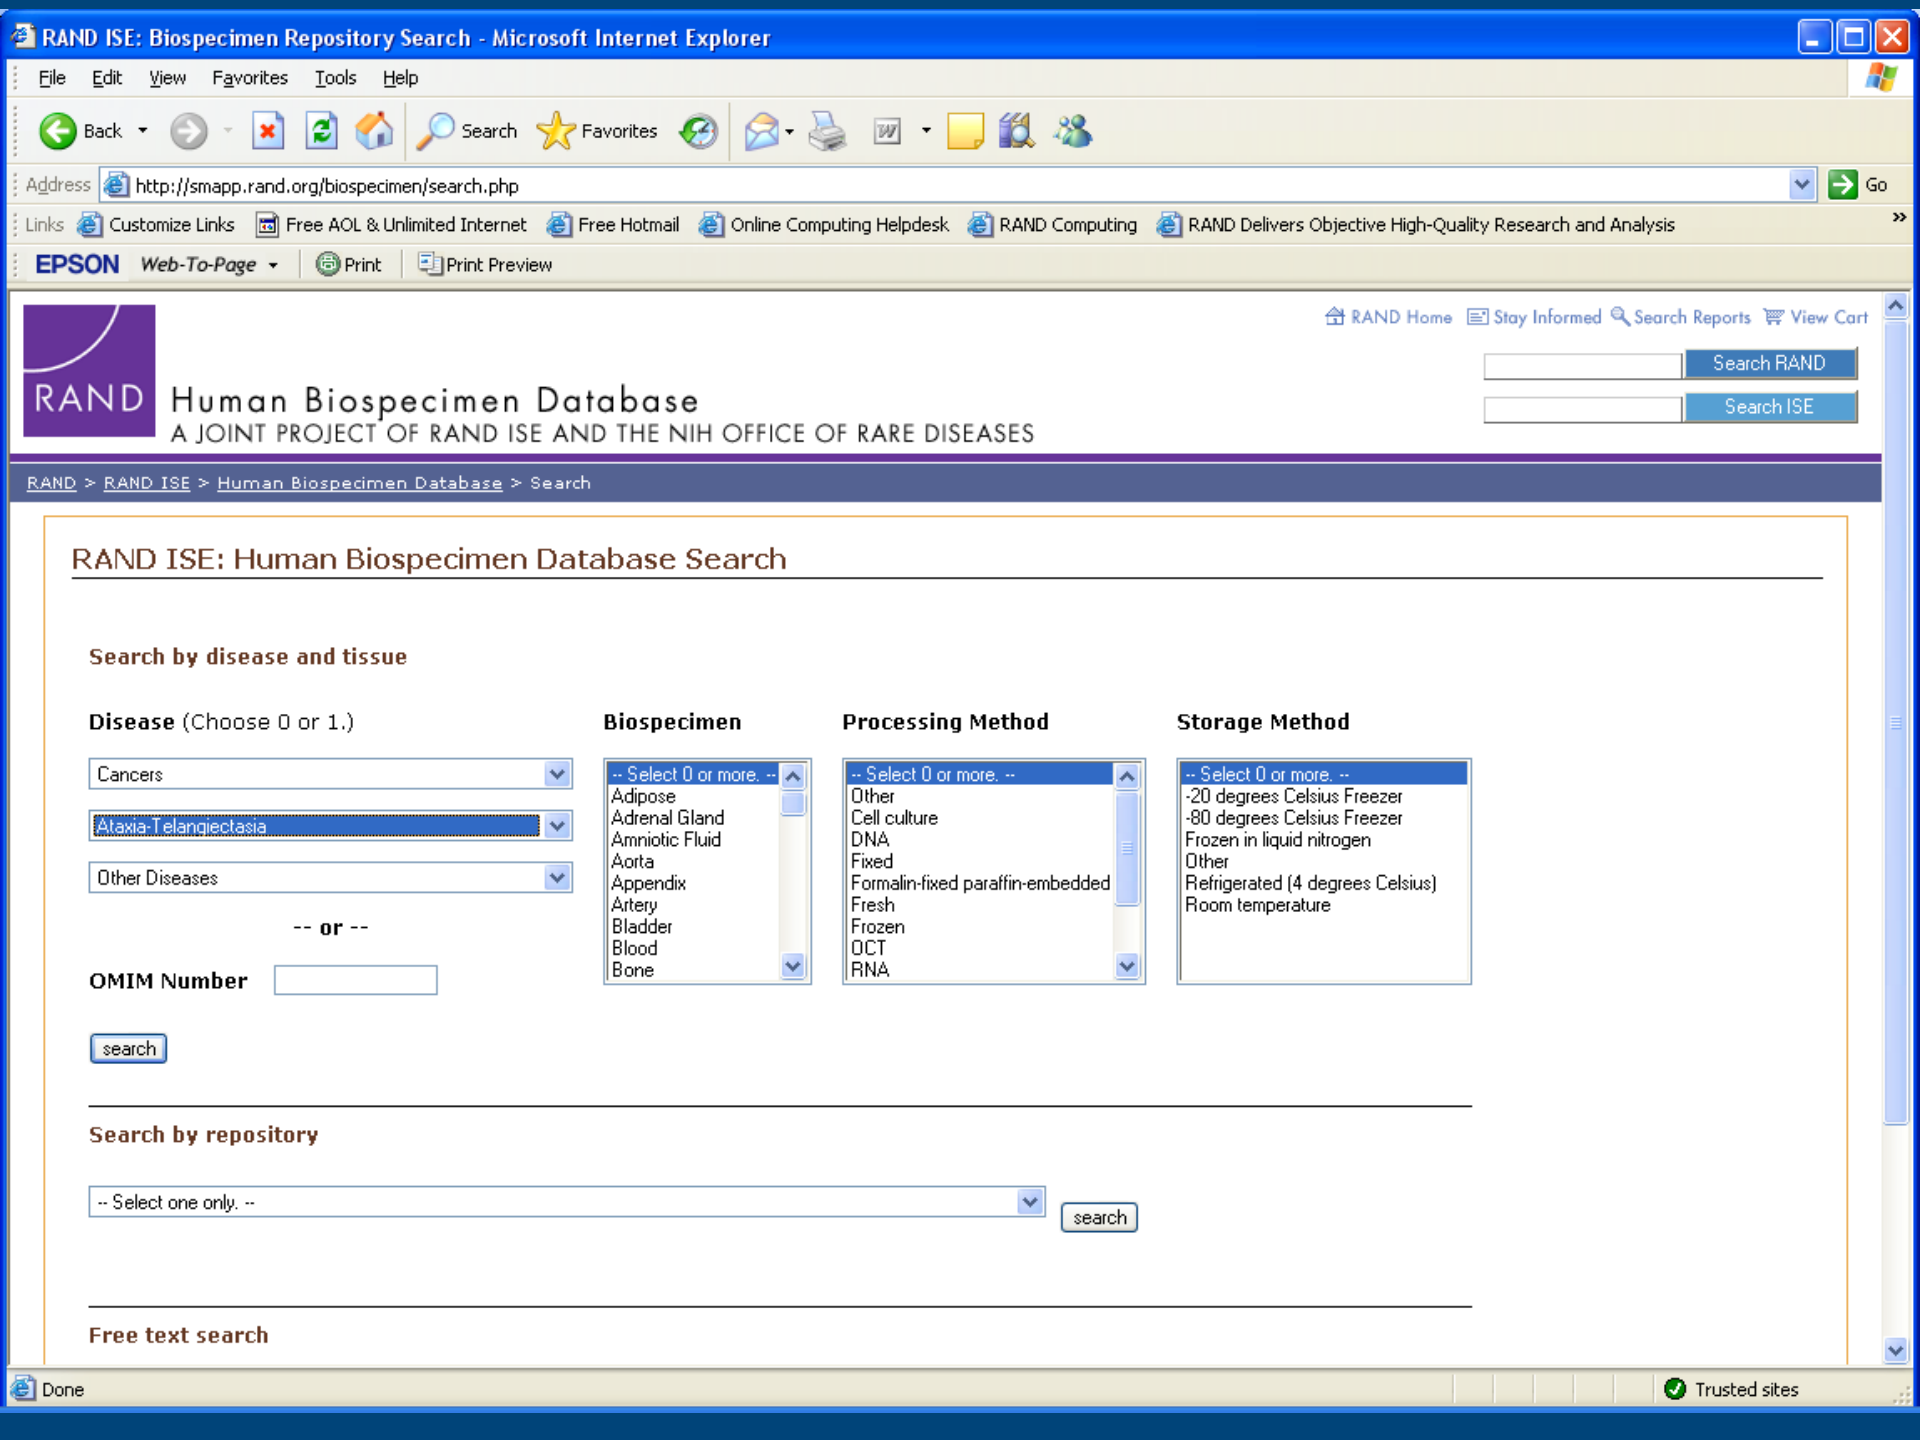 RAND ISE: Biospecimen Repository Search - Microsoft Internet Explorer
File Edit View Favorites Tools Help
Back Search Favorites
Address http://smapp.rand.org/biospecimen/search.php Go
Links Customize Links Free AOL & Unlimited Internet Free Hotmail Online Computing Helpdesk RAND Computing RAND Delivers Objective High-Quality Research and Analysis »
EPSON Web-To-Page Print Print Preview
RAND Home Stay Informed Search Reports View Cart
Search RAND
RAND Human Biospecimen Database
Search ISE
A JOINT PROJECT OF RAND ISE AND THE NIH OFFICE OF RARE DISEASES
RAND > RAND ISE > Human Biospecimen Database > Search
RAND ISE: Human Biospecimen Database Search
Search by disease and tissue
Disease (Choose 0 or 1.)
Cancers
Ataxia-Telangiectasia
Other Diseases
-- or --
OMIM Number
Biospecimen
-- Select 0 or more. --
Adipose
Adrenal Gland
Amniotic Fluid
Aorta
Appendix
Artery
Bladder
Blood
Bone
Processing Method
-- Select 0 or more. --
Other
Cell culture
DNA
Fixed
Formalin-fixed paraffin-embedded
Fresh
Frozen
OCT
RNA
Storage Method
-- Select 0 or more. --
-20 degrees Celsius Freezer
-80 degrees Celsius Freezer
Frozen in liquid nitrogen
Other
Refrigerated (4 degrees Celsius)
Room temperature
search
Search by repository
-- Select one only. --
search
Free text search
Done Trusted sites